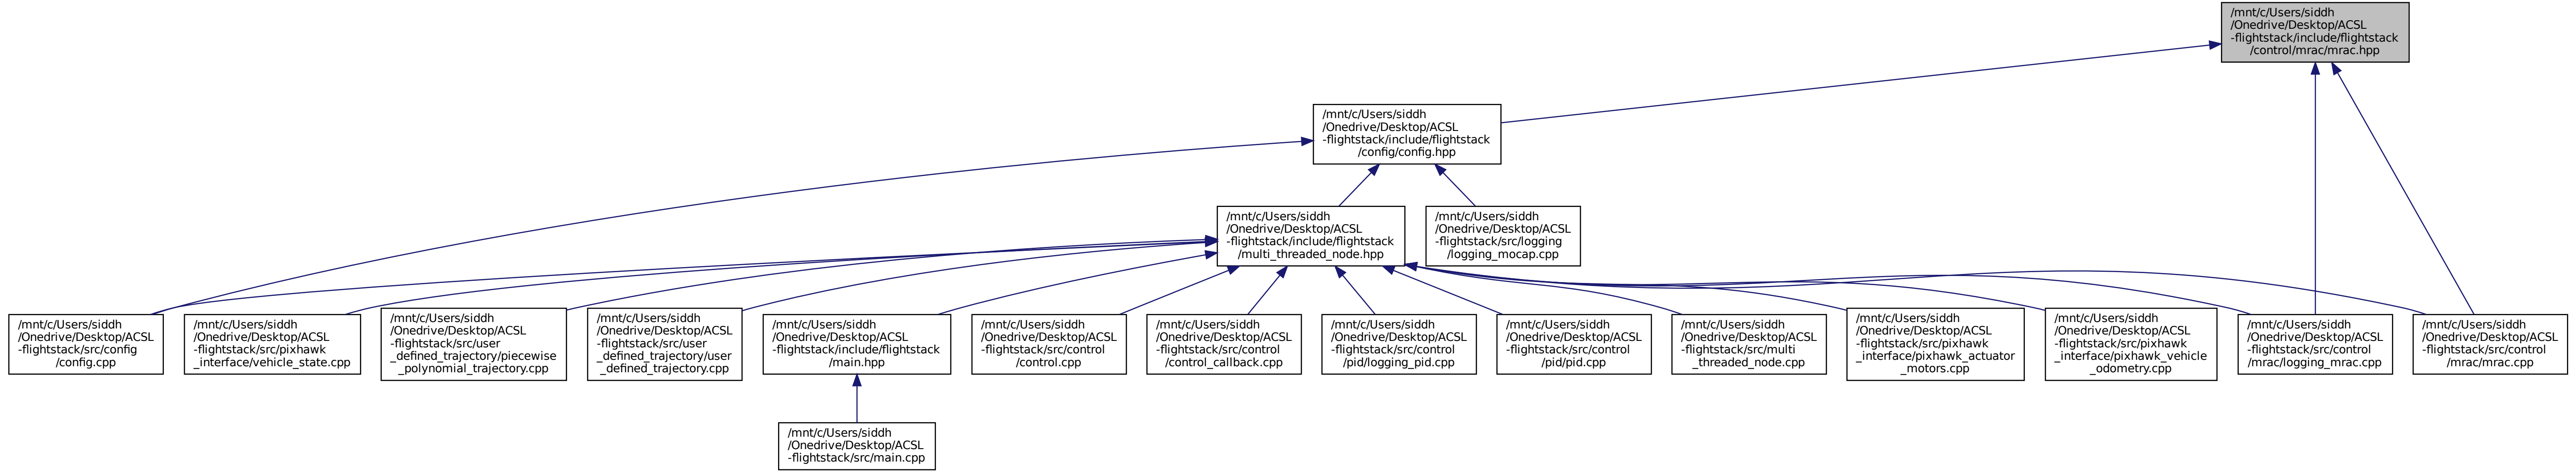 /mnt/c/Users/siddh
/Onedrive/Desktop/ACSL
-flightstack/include/flightstack
/control/mrac/mrac.hpp
/mnt/c/Users/siddh
/Onedrive/Desktop/ACSL
-flightstack/include/flightstack
/config/config.hpp
/mnt/c/Users/siddh
/Onedrive/Desktop/ACSL
-flightstack/include/flightstack
/multi_threaded_node.hpp
/mnt/c/Users/siddh
/Onedrive/Desktop/ACSL
-flightstack/src/logging
/logging_mocap.cpp
/mnt/c/Users/siddh
/Onedrive/Desktop/ACSL
-flightstack/src/config
/config.cpp
/mnt/c/Users/siddh
/Onedrive/Desktop/ACSL
-flightstack/src/pixhawk
_interface/vehicle_state.cpp
/mnt/c/Users/siddh
/Onedrive/Desktop/ACSL
-flightstack/src/user
_defined_trajectory/piecewise
_polynomial_trajectory.cpp
/mnt/c/Users/siddh
/Onedrive/Desktop/ACSL
-flightstack/src/user
_defined_trajectory/user
_defined_trajectory.cpp
/mnt/c/Users/siddh
/Onedrive/Desktop/ACSL
-flightstack/include/flightstack
/main.hpp
/mnt/c/Users/siddh
/Onedrive/Desktop/ACSL
-flightstack/src/control
/control.cpp
/mnt/c/Users/siddh
/Onedrive/Desktop/ACSL
-flightstack/src/control
/control_callback.cpp
/mnt/c/Users/siddh
/Onedrive/Desktop/ACSL
-flightstack/src/control
/pid/logging_pid.cpp
/mnt/c/Users/siddh
/Onedrive/Desktop/ACSL
-flightstack/src/control
/pid/pid.cpp
/mnt/c/Users/siddh
/Onedrive/Desktop/ACSL
-flightstack/src/multi
_threaded_node.cpp
/mnt/c/Users/siddh
/Onedrive/Desktop/ACSL
-flightstack/src/pixhawk
_interface/pixhawk_actuator
_motors.cpp
/mnt/c/Users/siddh
/Onedrive/Desktop/ACSL
-flightstack/src/pixhawk
_interface/pixhawk_vehicle
_odometry.cpp
/mnt/c/Users/siddh
/Onedrive/Desktop/ACSL
-flightstack/src/control
/mrac/logging_mrac.cpp
/mnt/c/Users/siddh
/Onedrive/Desktop/ACSL
-flightstack/src/control
/mrac/mrac.cpp
/mnt/c/Users/siddh
/Onedrive/Desktop/ACSL
-flightstack/src/main.cpp